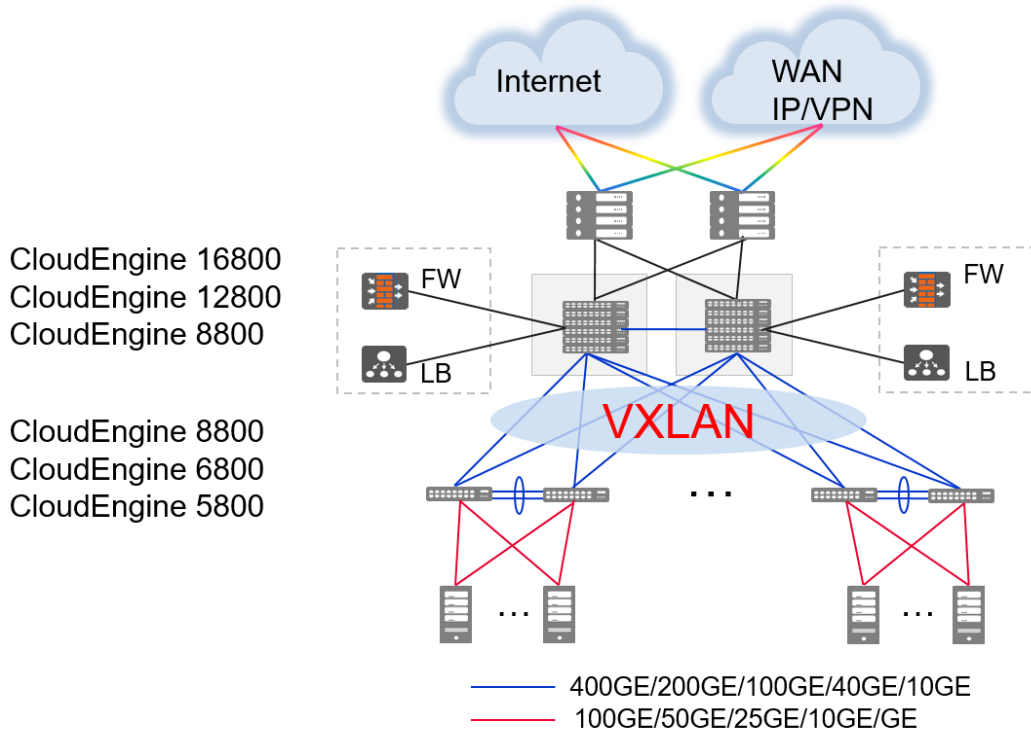 Internet
WAN
IP/VPN
CloudEngine 16800
CloudEngine 12800
CloudEngine 8800
FW
LB
FW
LB
VXLAN
CloudEngine 8800
CloudEngine 6800
CloudEngine 5800
...
...
...
400GE/200GE/100GE/40GE/10GE
100GE/50GE/25GE/10GE/GE